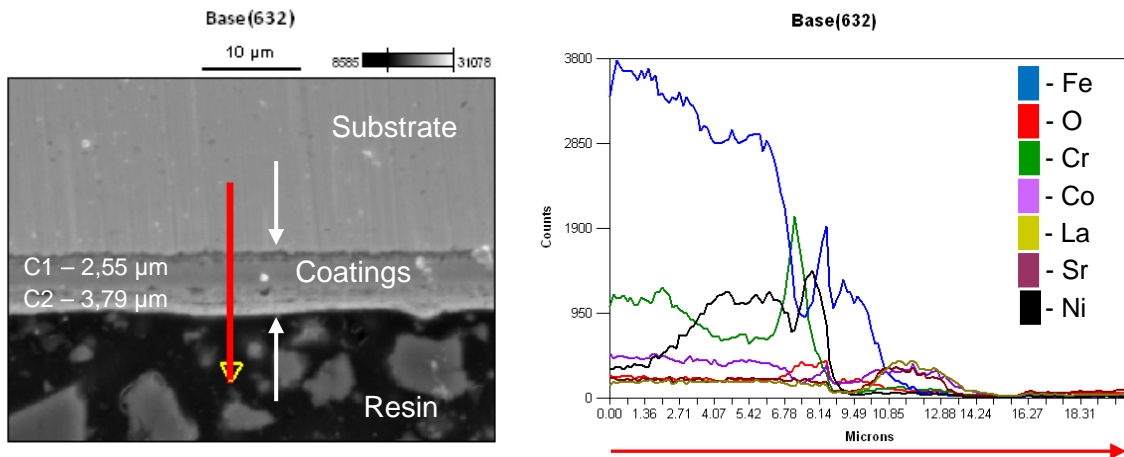 Base(632)
10 µm
8585
31078
Substrate
C1 – 2,55 µm
Coatings
C2 – 3,79 µm
Resin
Base(632)
3800
2850
1900
950
0
Counts
0.00 1.36 2.71 4.07 5.42 6.78 8.14 9.49 10.85 12.88 14.24 16.27 18.31
Microns
- Fe
- O
- Cr
- Co
- La
- Sr
- Ni